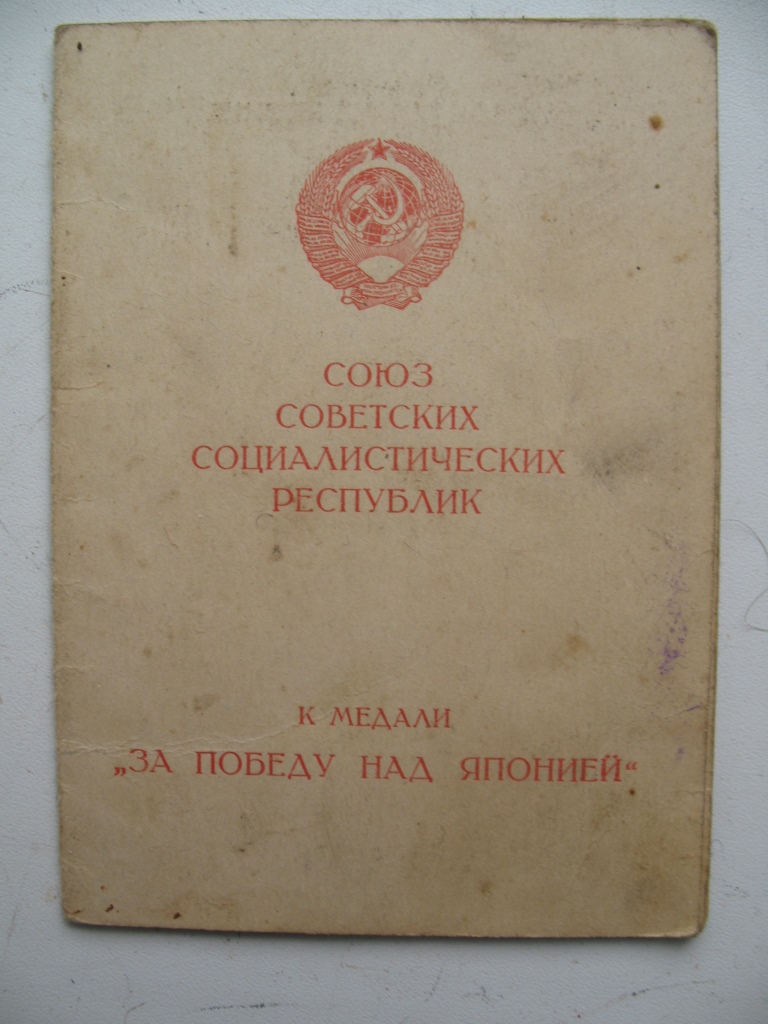 СОЮЗ
СОВЕТСКИХ
СОЦИАЛИСТИЧЕСКИХ
РЕСПУБЛИК
К МЕДАЛИ
„ЗА ПОБЕДУ НАД ЯПОНИЕЙ“